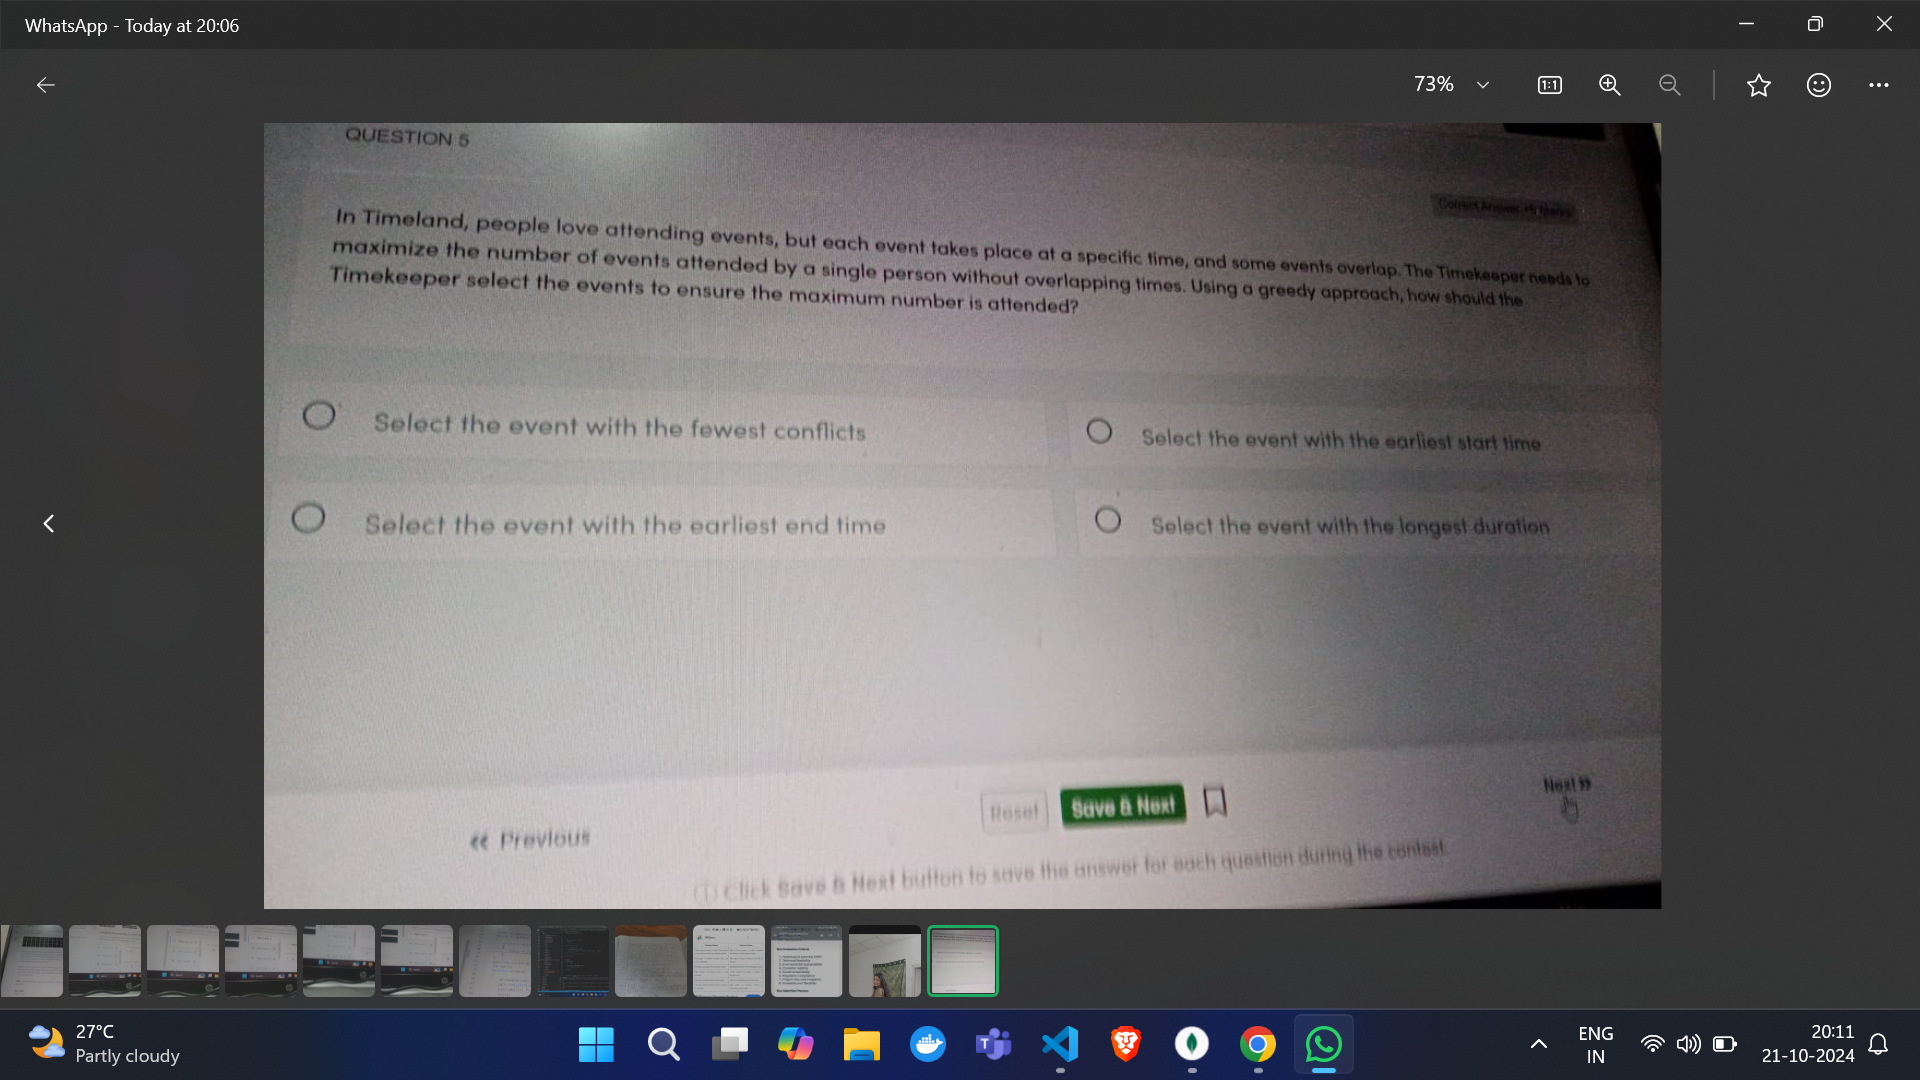 WhatsApp - Today at 20:06
73%
1:1
QUESTION 5
In Timeland, people love attending events, but each event takes place at a specific time, and some events overlap. The Timekeeper needs to
maximize the number of events attended by a single person without overlapping times. Using a greedy approach, how should the
Timekeeper select the events to ensure the maximum number is attended?
Select the event with the fewest conflicts
Select the event with the earliest start time
Select the event with the earliest end time
Select the event with the longest duration
« Previous
Reset
Save & Next
Next »
Click Save & Next button to save the answer for each question during the contest
27°C
Partly cloudy
ENG
IN
20:11
21-10-2024